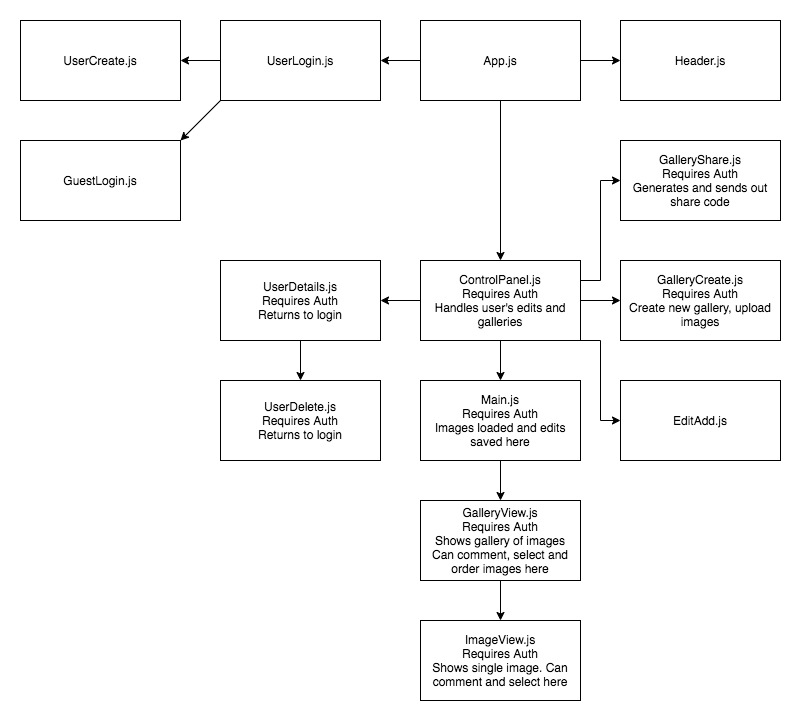 UserCreate.js
UserLogin.js
App.js
Header.js
GuestLogin.js
GalleryShare.js
Requires Auth
Generates and sends out
share code
UserDetails.js
Requires Auth
Returns to login
ControlPanel.js
Requires Auth
Handles user's edits and
galleries
GalleryCreate.js
Requires Auth
Create new gallery, upload
images
UserDelete.js
Requires Auth
Returns to login
Main.js
Requires Auth
Images loaded and edits
saved here
EditAdd.js
GalleryView.js
Requires Auth
Shows gallery of images
Can comment, select and
order images here
ImageView.js
Requires Auth
Shows single image. Can
comment and select here